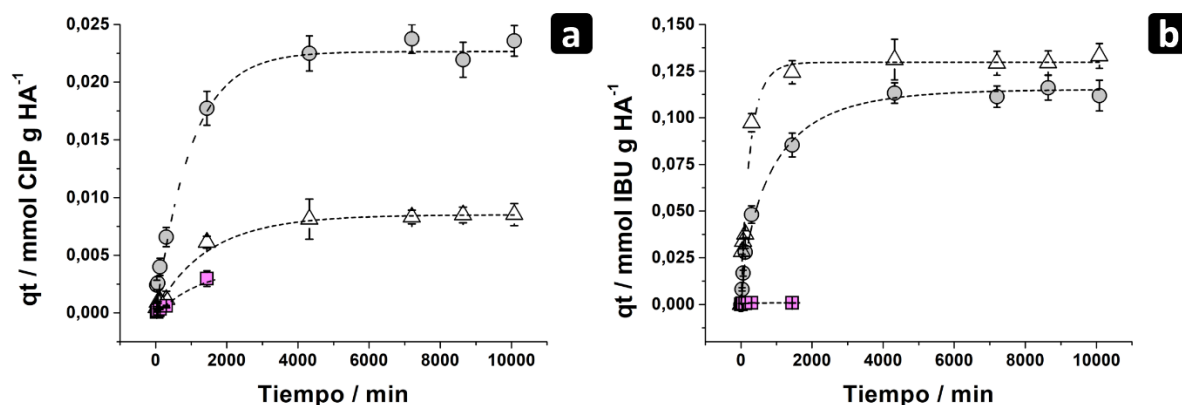 a
0,025
0,020
0,015
0,010
0,005
0,000
qt / mmol CIP g HA⁻¹
0 2000 4000 6000 8000 10000
Tiempo / min
b
0,125
0,100
0,075
0,050
0,025
0,000
qt / mmol IBU g HA⁻¹
0 2000 4000 6000 8000 10000
Tiempo / min